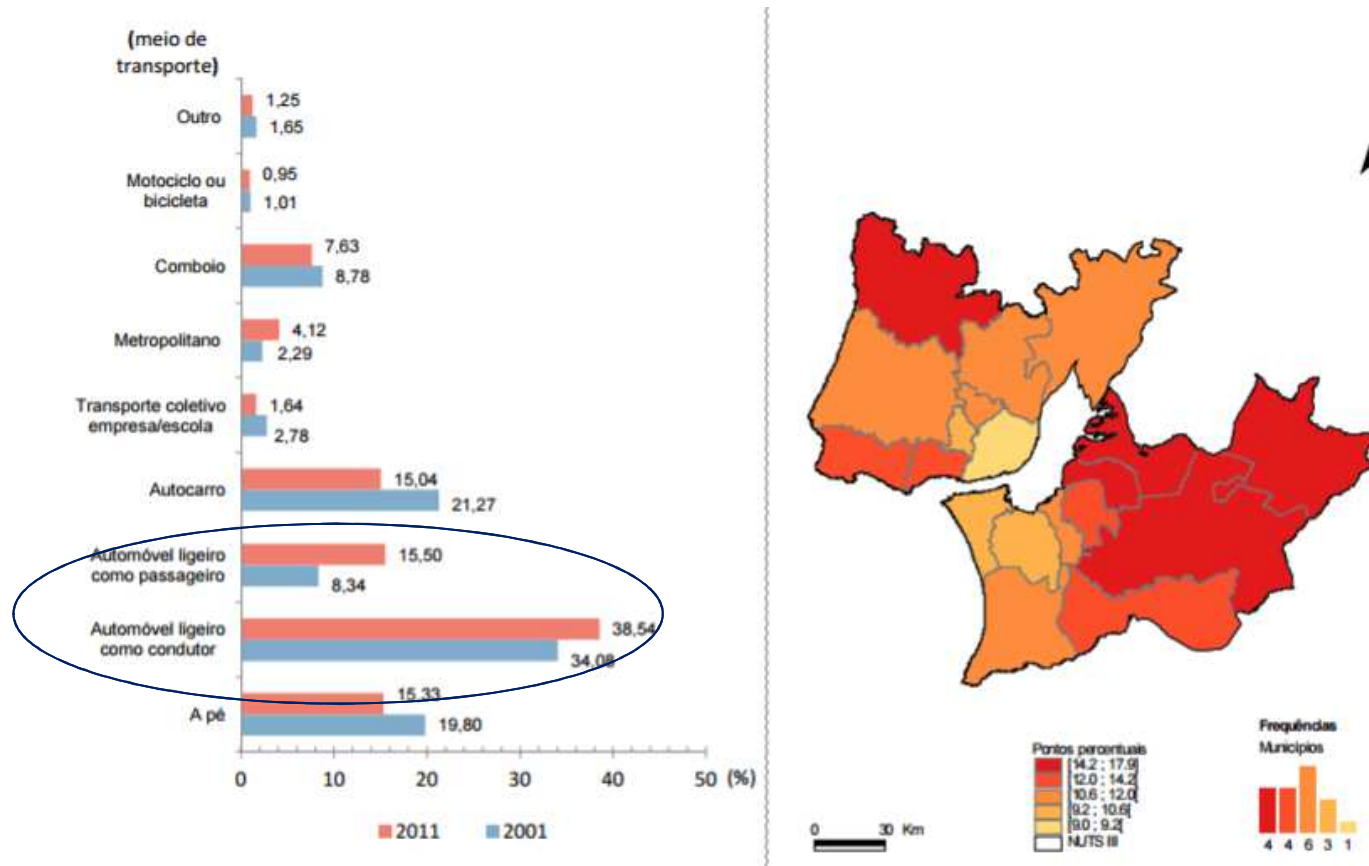 (meio de
transporte)
Outro
1,25
1,65
Motociclo ou
bicicleta
0,95
1,01
Comboio
7,63
8,78
Metropolitano
4,12
2,29
Transporte coletivo
empresa/escola
1,64
2,78
Autocarro
15,04
21,27
Automóvel ligeiro
como passageiro
15,50
8,34
Automóvel ligeiro
como condutor
38,54
34,08
A pé
15,33
19,80
0 10 20 30 40 50 (%)
2011 2001
Pontos percentuais
[14.2 ; 17.9]
[12.0 ; 14.2[
[10.6 ; 12.0[
[9.2 ; 10.6[
[9.0 ; 9.2[
NUTS III
0 30 Km
Frequências
Municípios
4 4 6 3 1